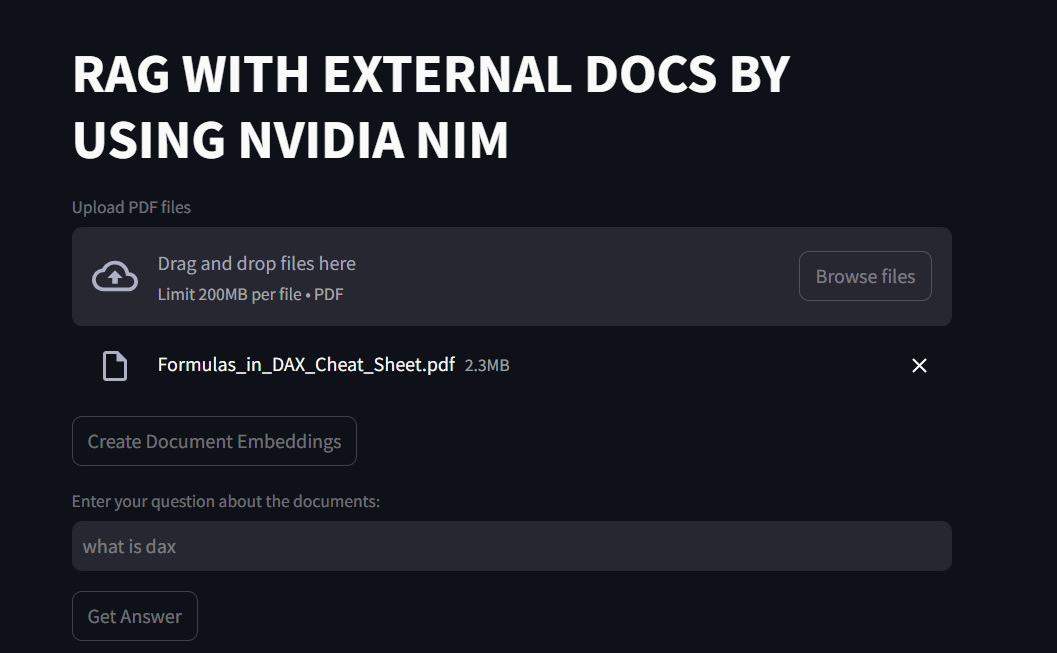 RAG WITH EXTERNAL DOCS BY
USING NVIDIA NIM
Upload PDF files
Drag and drop files here
Limit 200MB per file • PDF
Browse files
Formulas_in_DAX_Cheat_Sheet.pdf 2.3MB
Create Document Embeddings
Enter your question about the documents:
what is dax
Get Answer